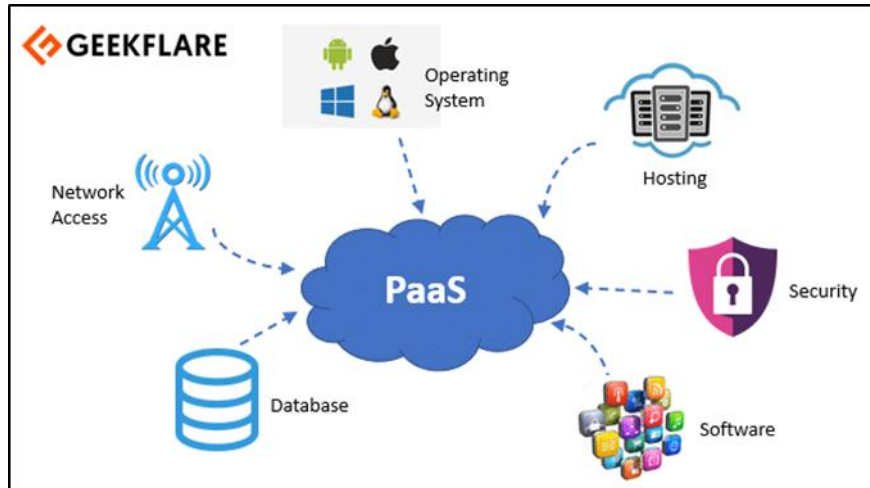 GEEKFLARE
Operating
System
Hosting
Network
Access
PaaS
Security
Database
Software